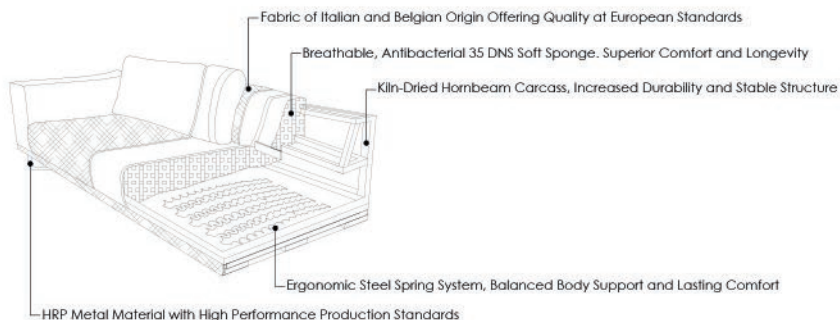 Fabric of Italian and Belgian Origin Offering Quality at European Standards
Breathable, Antibacterial 35 DNS Soft Sponge. Superior Comfort and Longevity
Kiln-Dried Hornbeam Carcass, Increased Durability and Stable Structure
Ergonomic Steel Spring System, Balanced Body Support and Lasting Comfort
HRP Metal Material with High Performance Production Standards